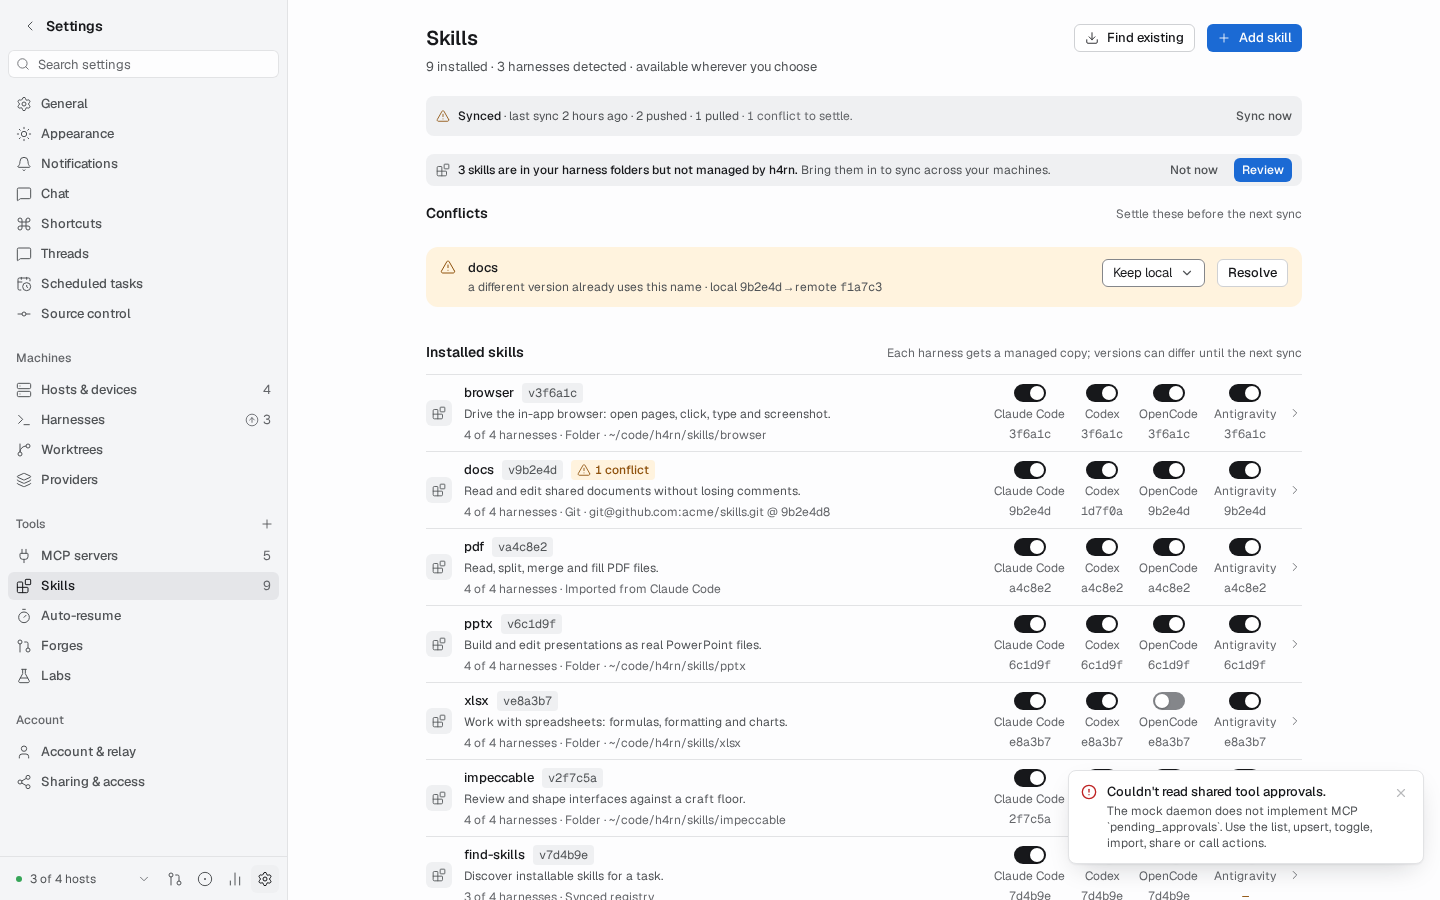 Settings
Search settings
General
Appearance
Notifications
Chat
Shortcuts
Threads
Scheduled tasks
Source control
Machines
Hosts & devices 4
Harnesses 3
Worktrees
Providers
Tools
MCP servers 5
Skills 9
Auto-resume
Forges
Labs
Account
Account & relay
Sharing & access
3 of 4 hosts
Skills
Find existing
Add skill
9 installed · 3 harnesses detected · available wherever you choose
Synced · last sync 2 hours ago · 2 pushed · 1 pulled · 1 conflict to settle. Sync now
3 skills are in your harness folders but not managed by h4rn. Bring them in to sync across your machines. Not now Review
Conflicts Settle these before the next sync
docs
a different version already uses this name · local 9b2e4d → remote f1a7c3
Keep local Resolve
Installed skills Each harness gets a managed copy; versions can differ until the next sync
browser v3f6a1c
Drive the in-app browser: open pages, click, type and screenshot.
4 of 4 harnesses · Folder · ~/code/h4rn/skills/browser
Claude Code Codex OpenCode Antigravity
3f6a1c 3f6a1c 3f6a1c 3f6a1c
docs v9b2e4d 1 conflict
Read and edit shared documents without losing comments.
4 of 4 harnesses · Git · git@github.com:acme/skills.git @ 9b2e4d8
Claude Code Codex OpenCode Antigravity
9b2e4d 1d7f0a 9b2e4d 9b2e4d
pdf va4c8e2
Read, split, merge and fill PDF files.
4 of 4 harnesses · Imported from Claude Code
Claude Code Codex OpenCode Antigravity
a4c8e2 a4c8e2 a4c8e2 a4c8e2
pptx v6c1d9f
Build and edit presentations as real PowerPoint files.
4 of 4 harnesses · Folder · ~/code/h4rn/skills/pptx
Claude Code Codex OpenCode Antigravity
6c1d9f 6c1d9f 6c1d9f 6c1d9f
xlsx ve8a3b7
Work with spreadsheets: formulas, formatting and charts.
4 of 4 harnesses · Folder · ~/code/h4rn/skills/xlsx
Claude Code Codex OpenCode Antigravity
e8a3b7 e8a3b7 e8a3b7 e8a3b7
impeccable v2f7c5a
Review and shape interfaces against a craft floor.
4 of 4 harnesses · Folder · ~/code/h4rn/skills/impeccable
Claude Code
2f7c5a
find-skills v7d4b9e
Discover installable skills for a task.
3 of 4 harnesses · Synced registry
Claude Code Codex OpenCode Antigravity
7d4b9e 7d4b9e 7d4b9e –
Couldn't read shared tool approvals.
The mock daemon does not implement MCP
`pending_approvals`. Use the list, upsert, toggle,
import, share or call actions.